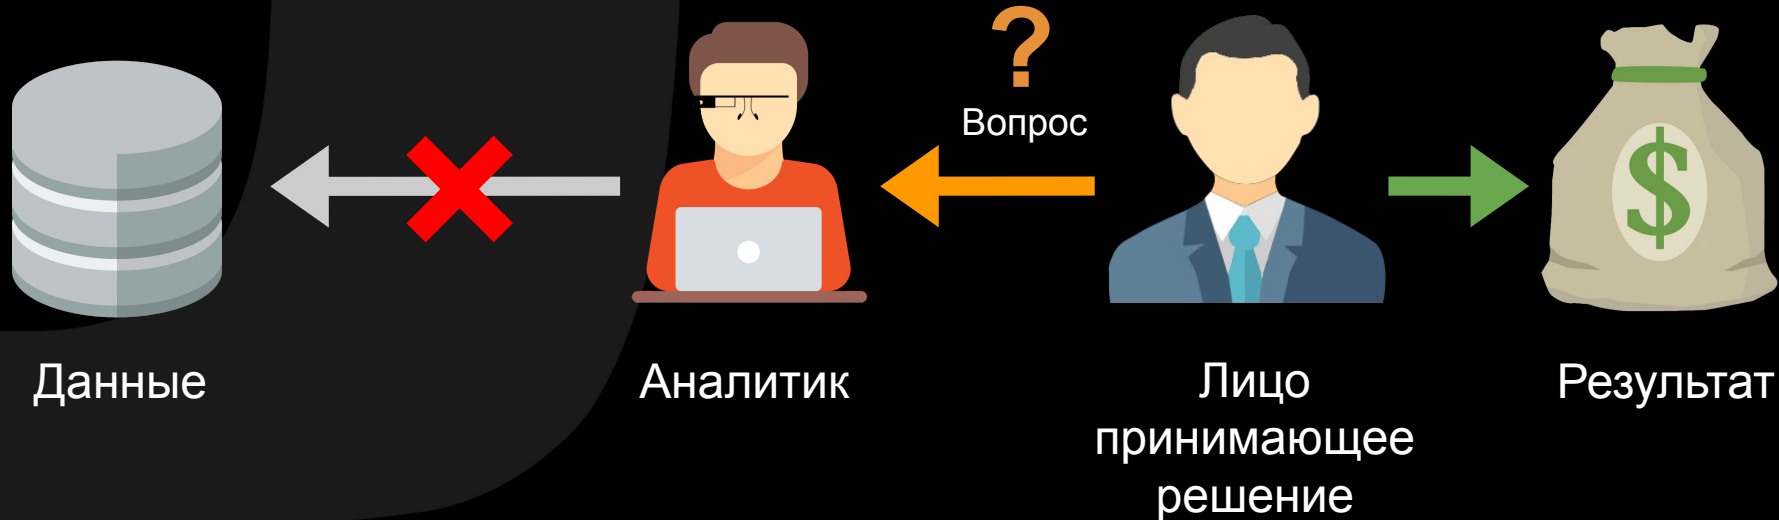 ?
Вопрос
$
Данные
Аналитик
Лицо
принимающее
решение
Результат